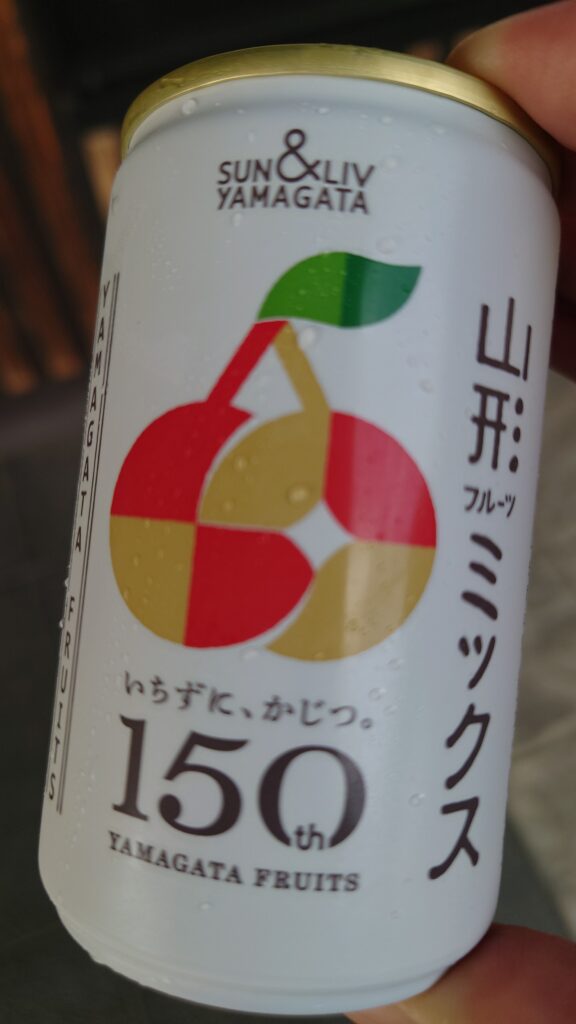 SUN&LIV
YAMAGATA
山形
フルーツ
ミックス
YAMAGATA FRUITS
いちずに、かじつ。
150th
YAMAGATA FRUITS